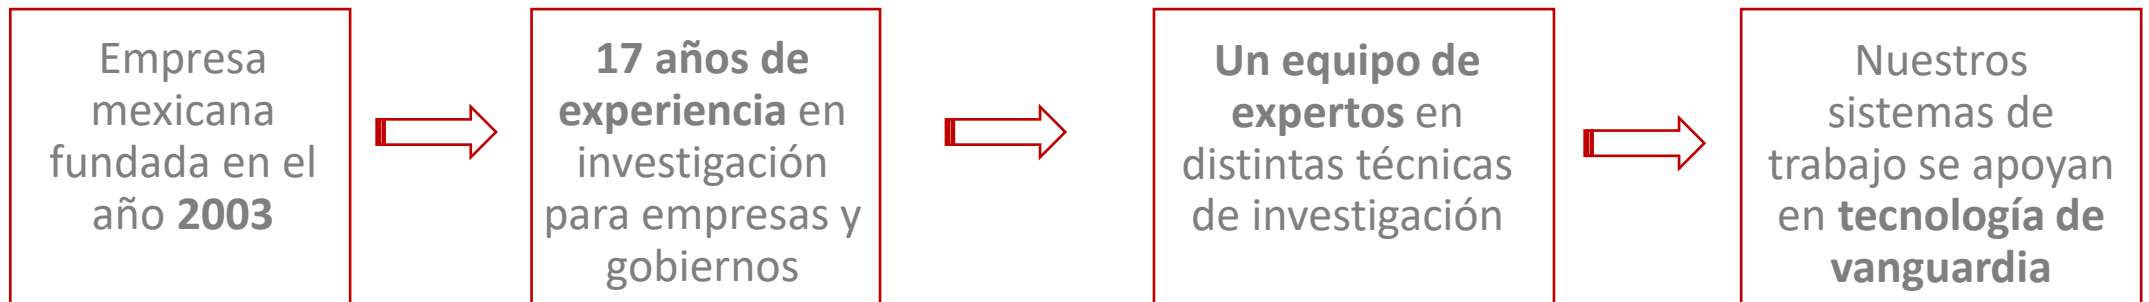 Empresa
mexicana
fundada en el
año 2003
17 años de
experiencia en
investigación
para empresas y
gobiernos
Un equipo de
expertos en
distintas técnicas
de investigación
Nuestros
sistemas de
trabajo se apoyan
en tecnología de
vanguardia